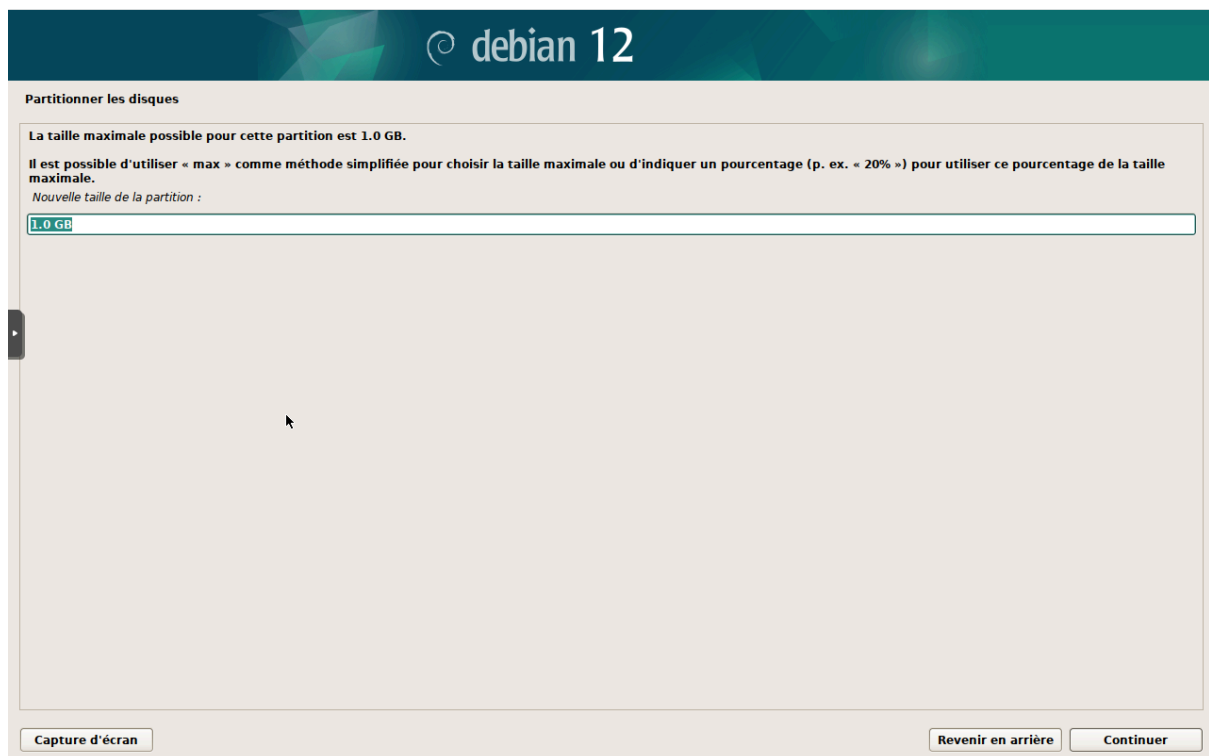 debian 12
Partitionner les disques
La taille maximale possible pour cette partition est 1.0 GB.
Il est possible d'utiliser « max » comme méthode simplifiée pour choisir la taille maximale ou d'indiquer un pourcentage (p. ex. « 20% ») pour utiliser ce pourcentage de la taille
maximale.
Nouvelle taille de la partition :
1.0 GB
Capture d'écran
Revenir en arrière
Continuer